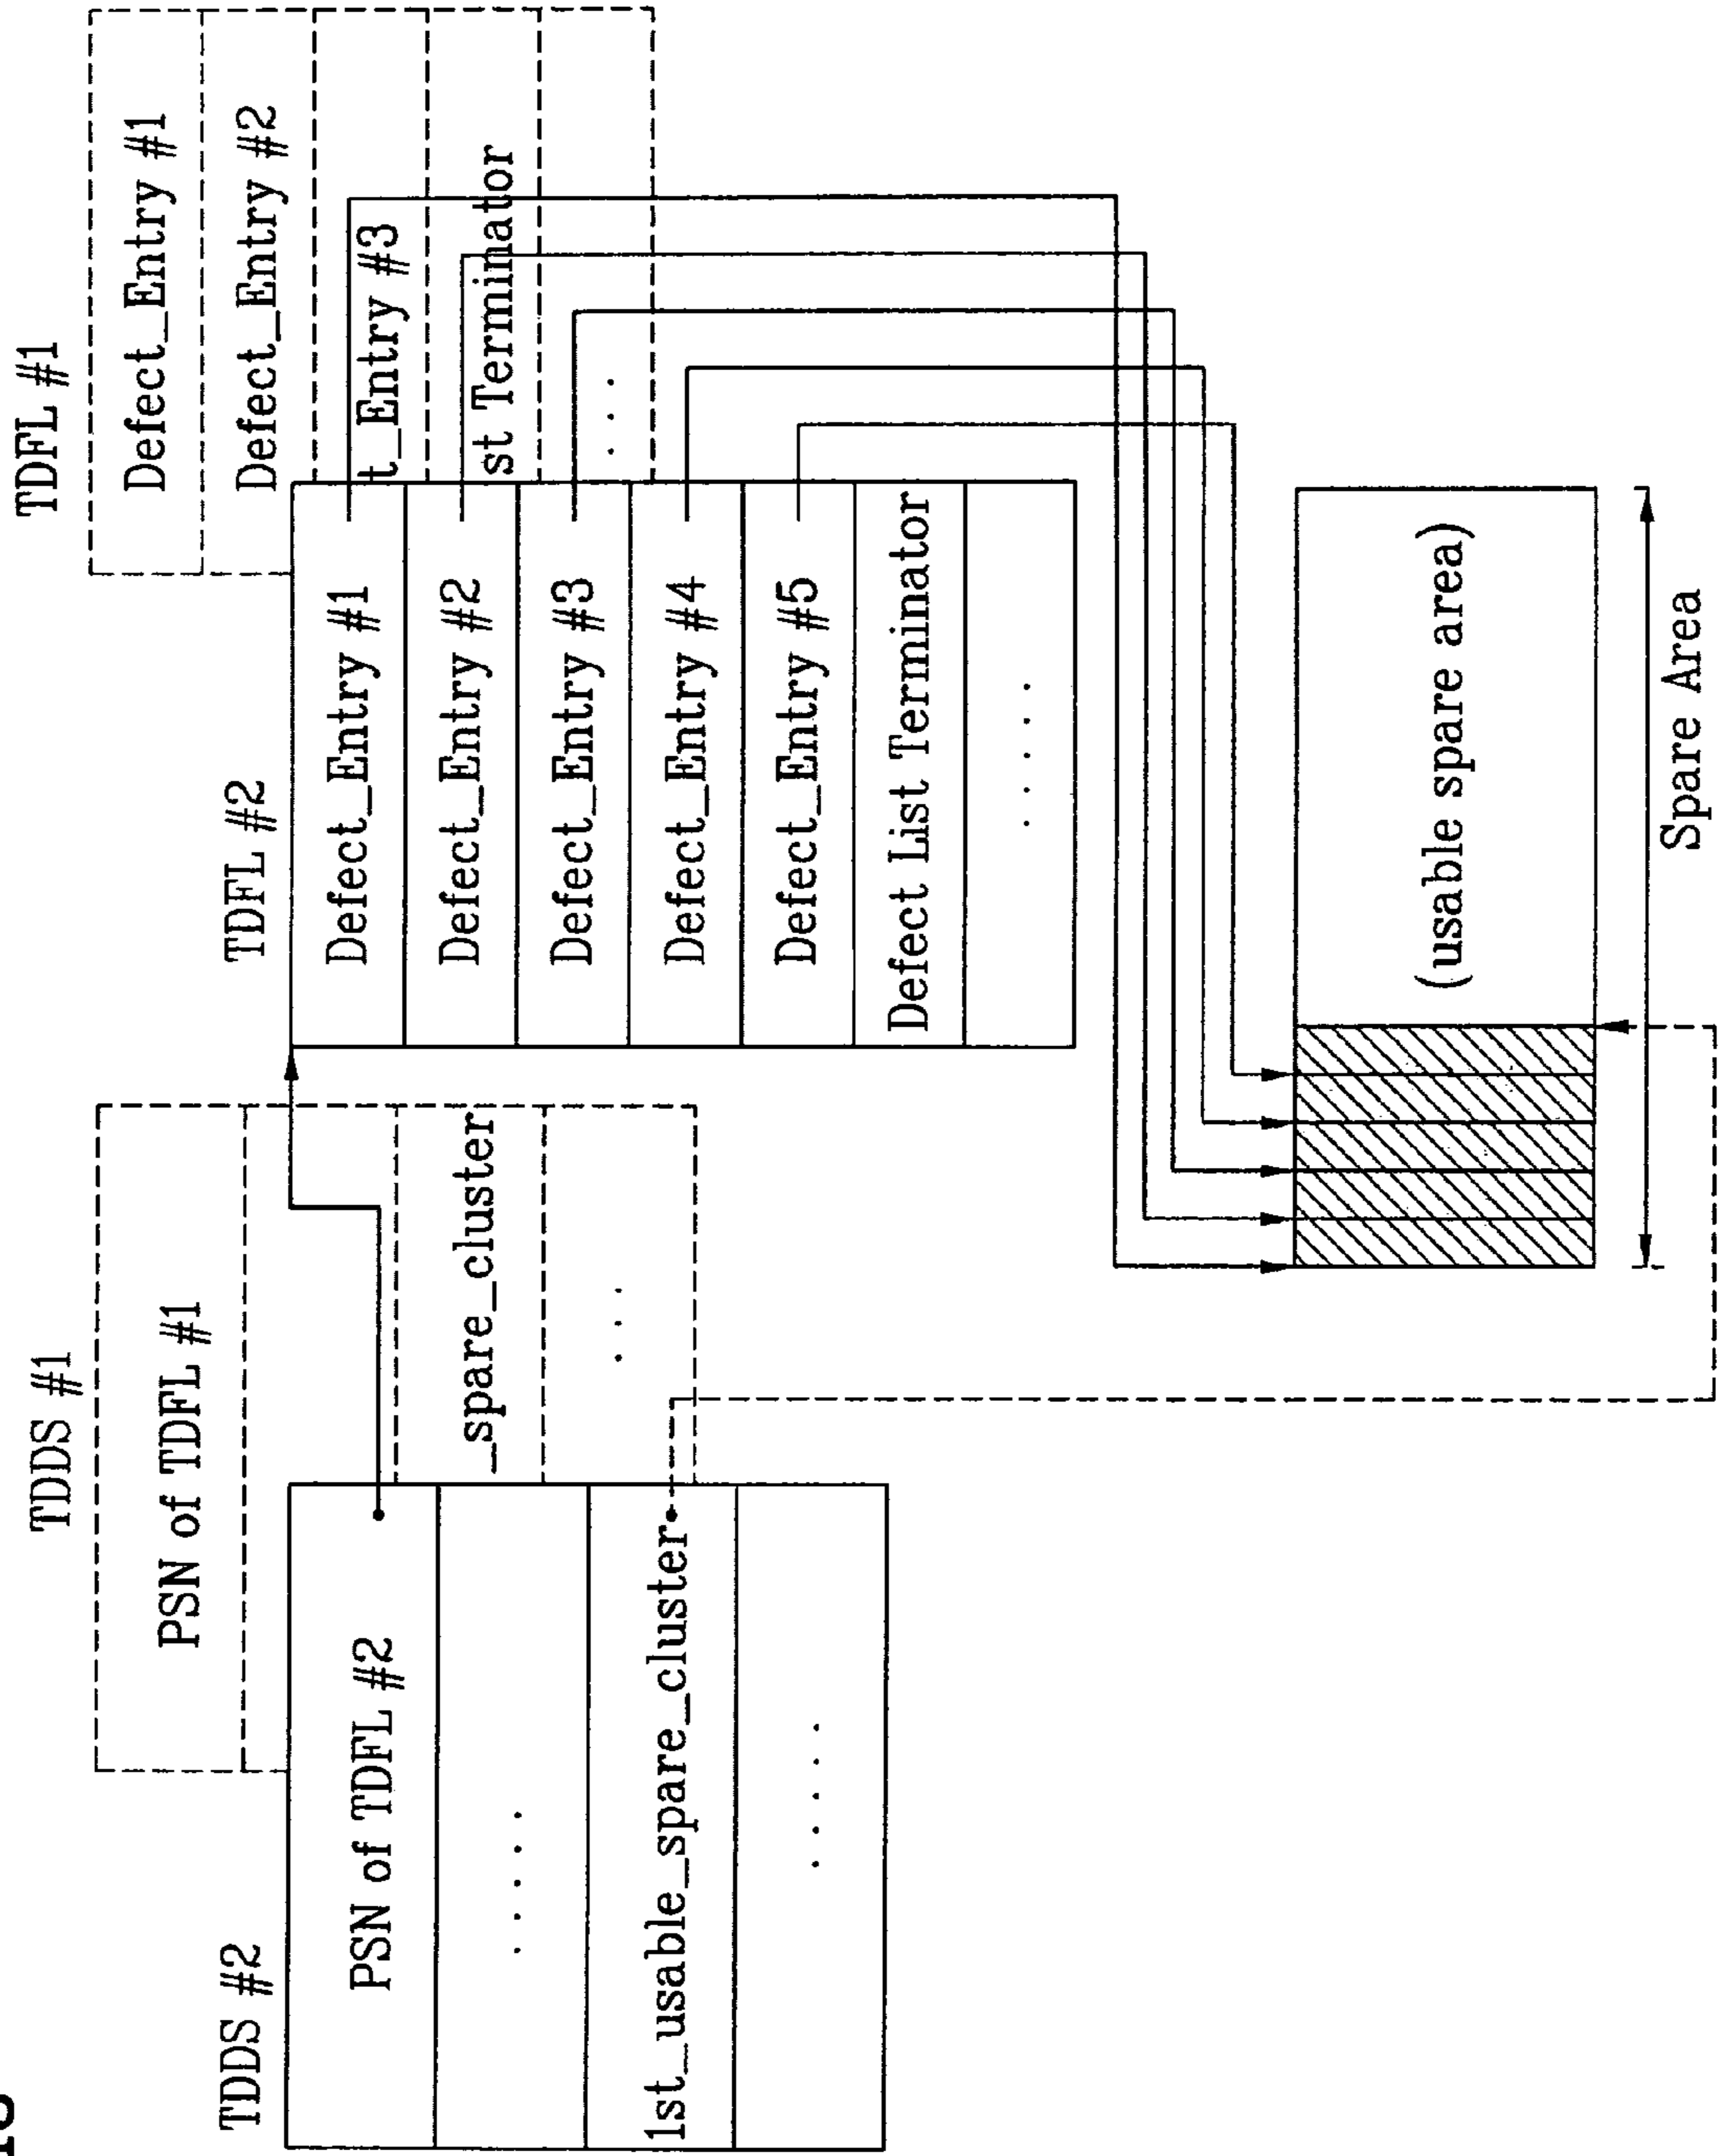 TDDS #1
PSN of TDFL #1
_spare_cluster
. . .
TDDS #2
PSN of TDFL #2
. . . . .
1st_usable_spare_cluster
. . . . .
TDFL #1
Defect_Entry #1
Defect_Entry #2
t_Entry #3
st Terminator
. . .
TDFL #2
Defect_Entry #1
Defect_Entry #2
Defect_Entry #3
Defect_Entry #4
Defect_Entry #5
Defect List Terminator
. . . . .
(usable spare area)
Spare Area